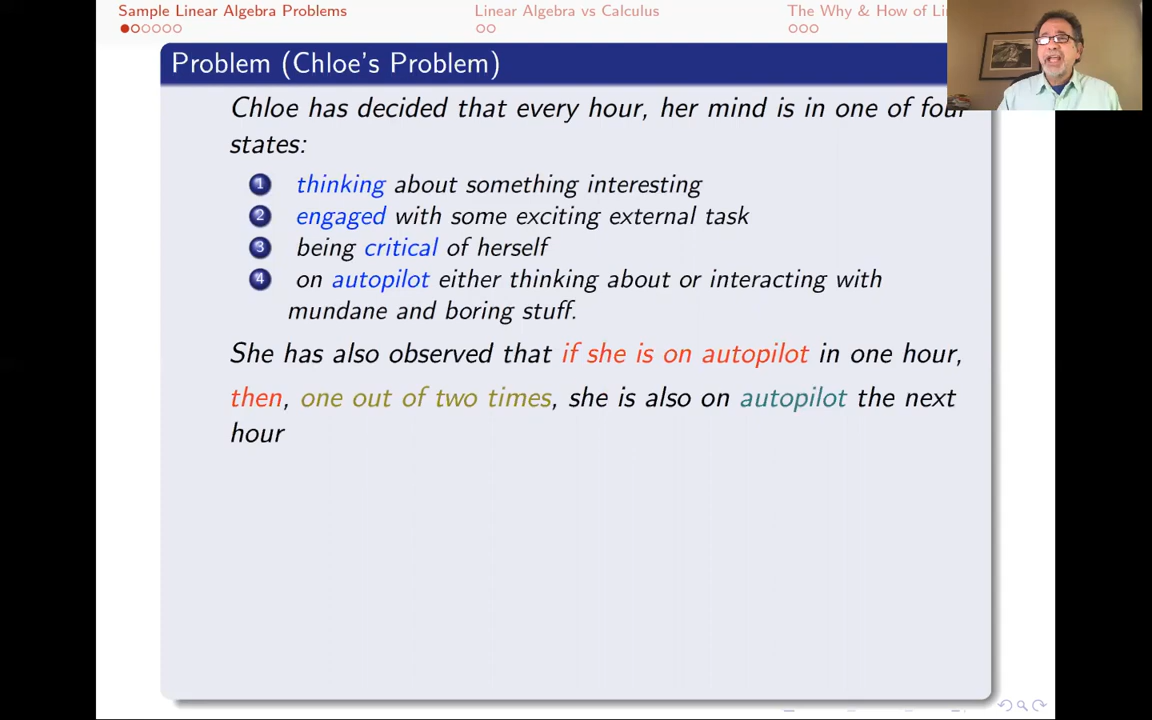 Sample Linear Algebra Problems Linear Algebra vs Calculus The Why & How of
Problem (Chloe's Problem)
Chloe has decided that every hour, her mind is in one of four
states:
1 thinking about something interesting
2 engaged with some exciting external task
3 being critical of herself
4 on autopilot either thinking about or interacting with
mundane and boring stuff.
She has also observed that if she is on autopilot in one hour,
then, one out of two times, she is also on autopilot the next
hour